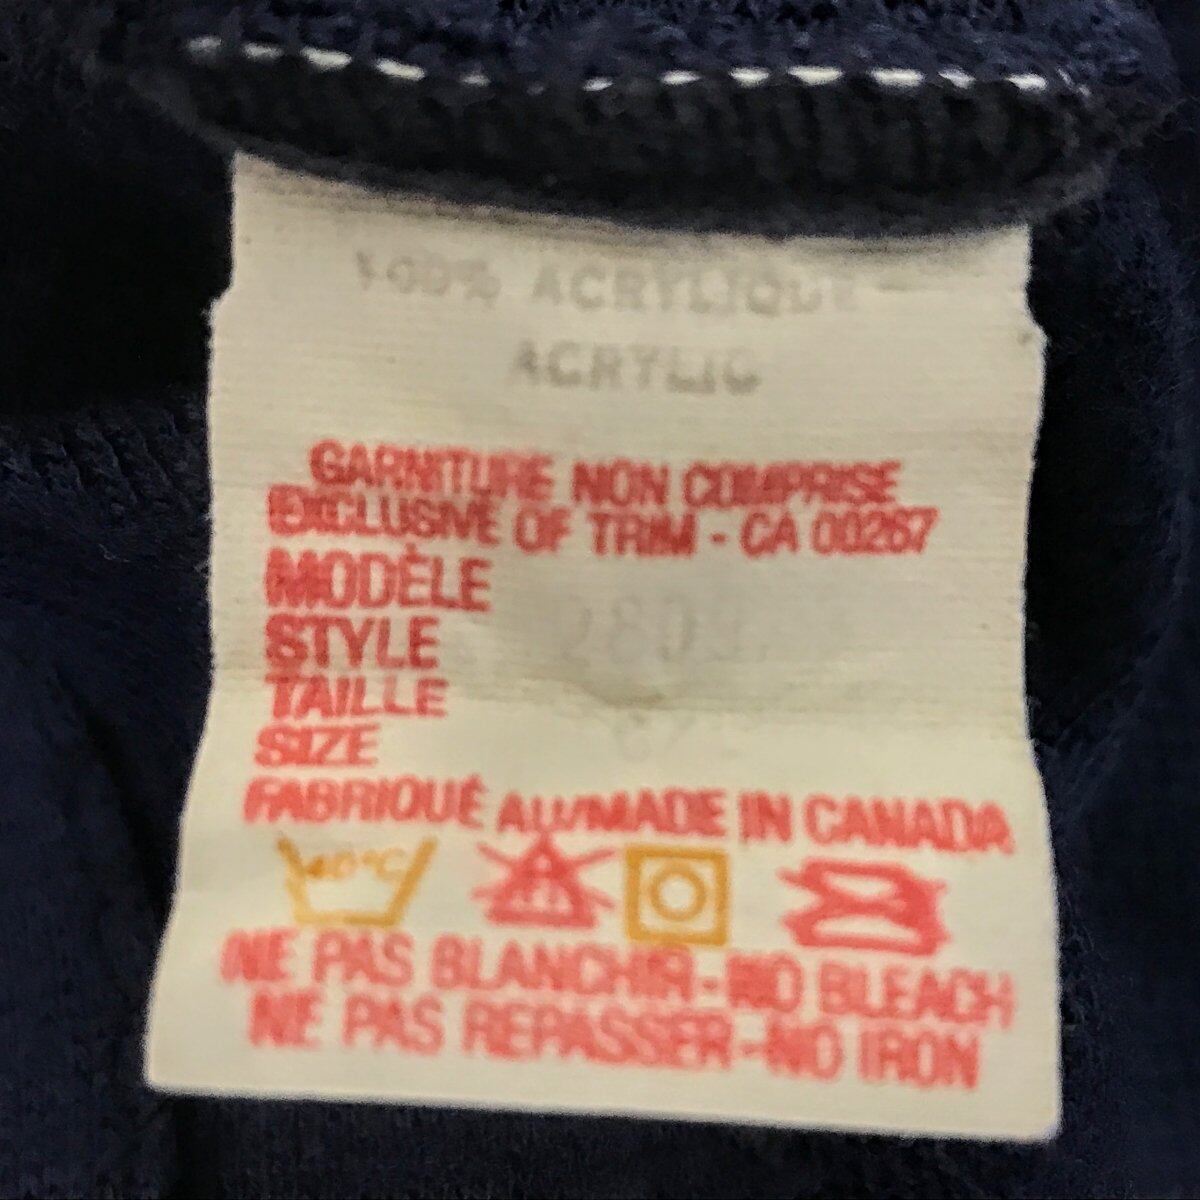 100% ACRYLIQUE
ACRYLIC
GARNITURE NON COMPRISE
EXCLUSIVE OF TRIM - CA 00267
MODÈLE
STYLE
TAILLE
SIZE
FABRIQUÉ AU/MADE IN CANADA
40°C
NE PAS BLANCHIR - NO BLEACH
NE PAS REPASSER - NO IRON